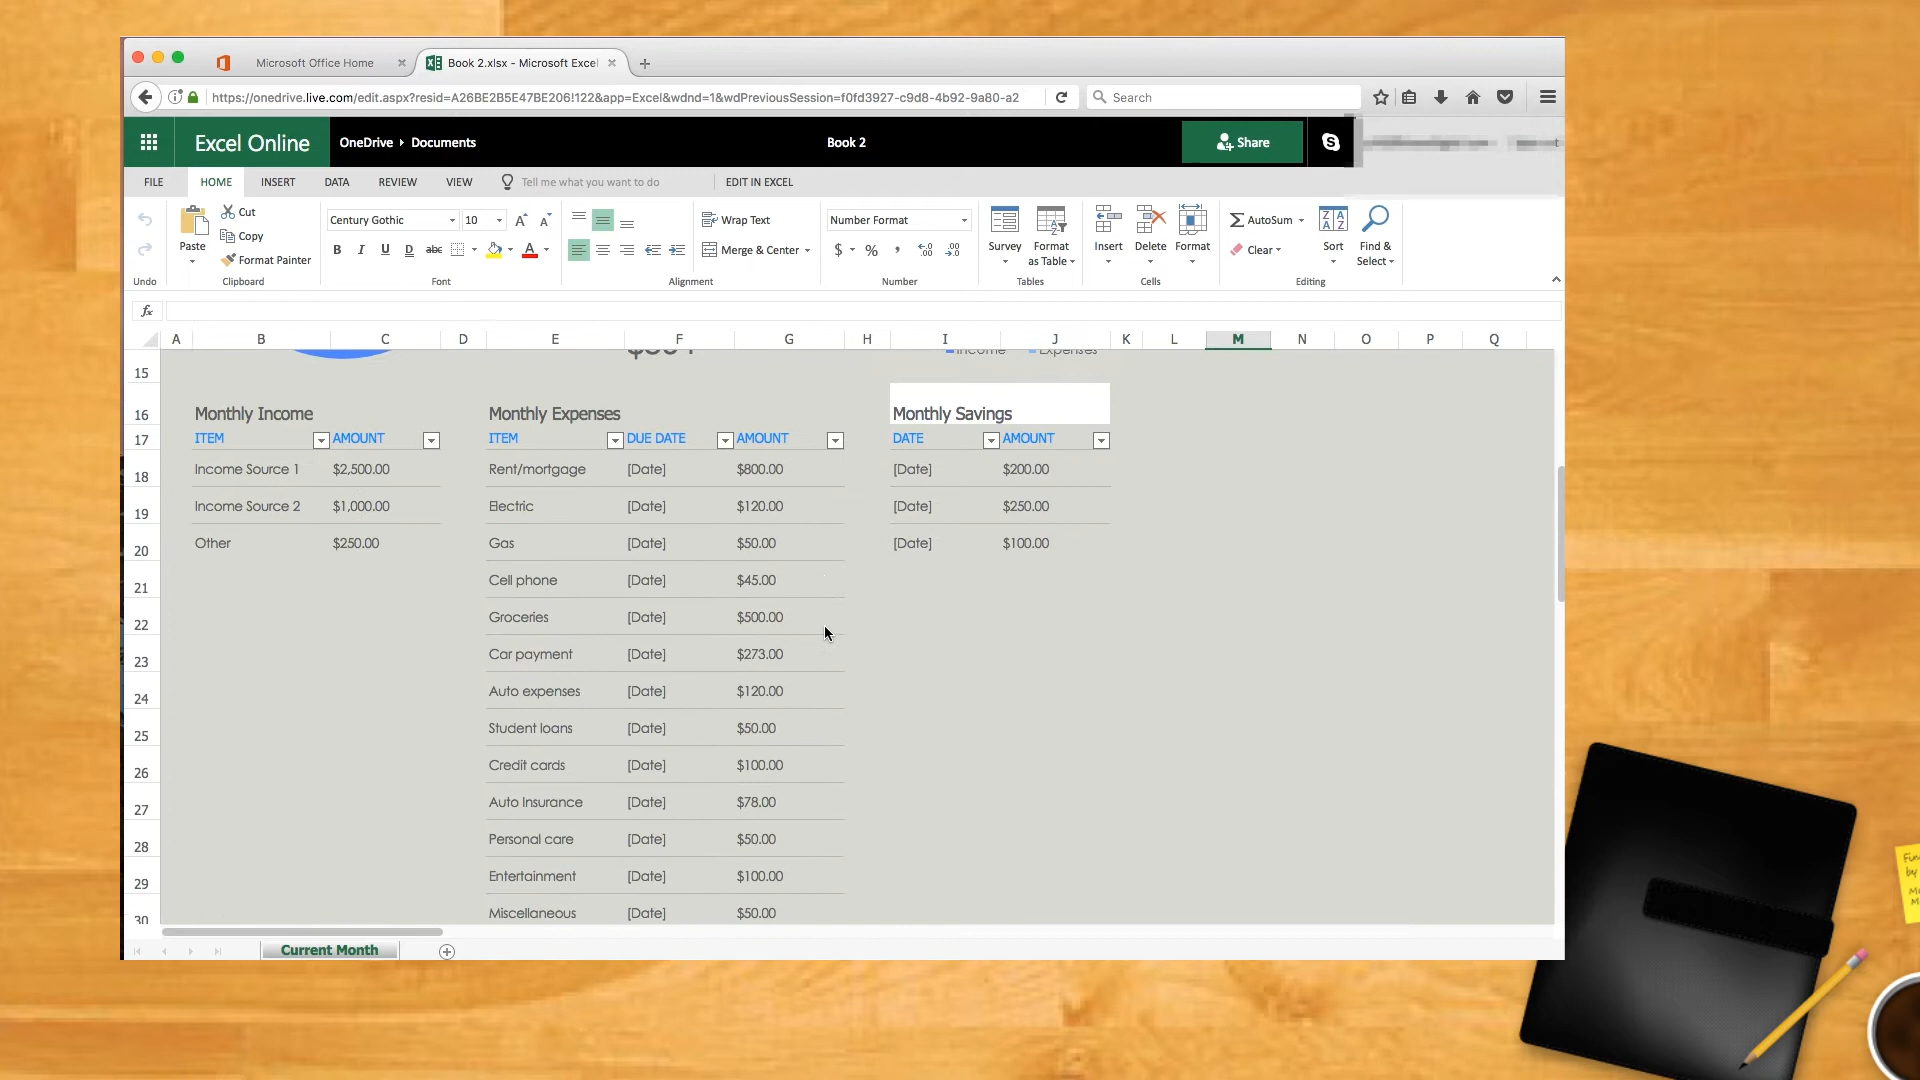 Microsoft Office Home
Book 2.xlsx - Microsoft Excel
https://onedrive.live.com/edit.aspx?resid=A26BE2B5E47BE206!122&app=Excel&wdnd=1&wdPreviousSession=f0fd3927-c9d8-4b92-9a80-a2
Search
Excel Online
OneDrive
Documents
Book 2
Share
FILE HOME INSERT DATA REVIEW VIEW Tell me what you want to do EDIT IN EXCEL
Cut
Copy
Format Painter
Paste
Undo
Clipboard
Century Gothic
10
B I U D abc
A
Font
Wrap Text
Merge & Center
Alignment
Number Format
$ % ,
Number
Survey
Format as Table
Tables
Insert
Delete
Format
Cells
AutoSum
Clear
Sort
Find & Select
Editing
fx
A B C D E F G H I J K L M N O P Q
Income Expenses
15
16 Monthly Income Monthly Expenses Monthly Savings
17 ITEM AMOUNT ITEM DUE DATE AMOUNT DATE AMOUNT
18 Income Source 1 $2,500.00 Rent/mortgage [Date] $800.00 [Date] $200.00
19 Income Source 2 $1,000.00 Electric [Date] $120.00 [Date] $250.00
20 Other $250.00 Gas [Date] $50.00 [Date] $100.00
21 Cell phone [Date] $45.00
22 Groceries [Date] $500.00
23 Car payment [Date] $273.00
24 Auto expenses [Date] $120.00
25 Student loans [Date] $50.00
26 Credit cards [Date] $100.00
27 Auto Insurance [Date] $78.00
28 Personal care [Date] $50.00
29 Entertainment [Date] $100.00
30 Miscellaneous [Date] $50.00
Current Month